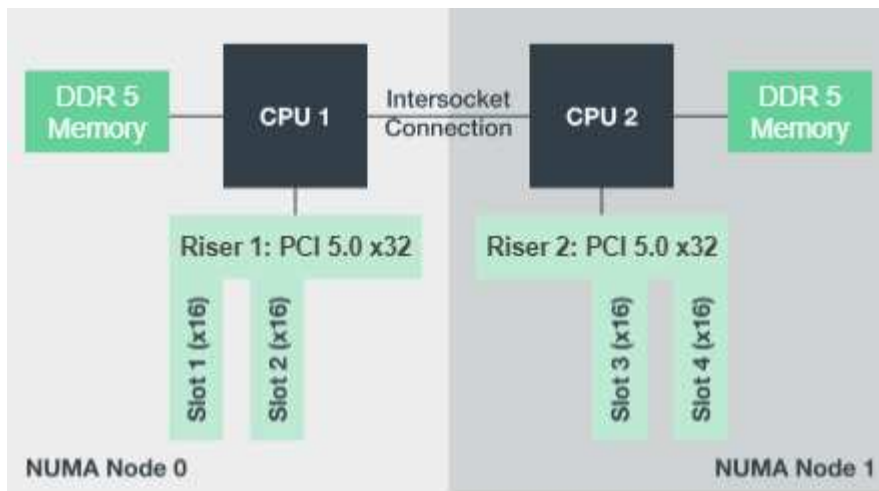 DDR 5
Memory
CPU 1
Intersocket
Connection
CPU 2
DDR 5
Memory
Riser 1: PCI 5.0 x32
Riser 2: PCI 5.0 x32
Slot 1 (x16)
Slot 2 (x16)
Slot 3 (x16)
Slot 4 (x16)
NUMA Node 0
NUMA Node 1